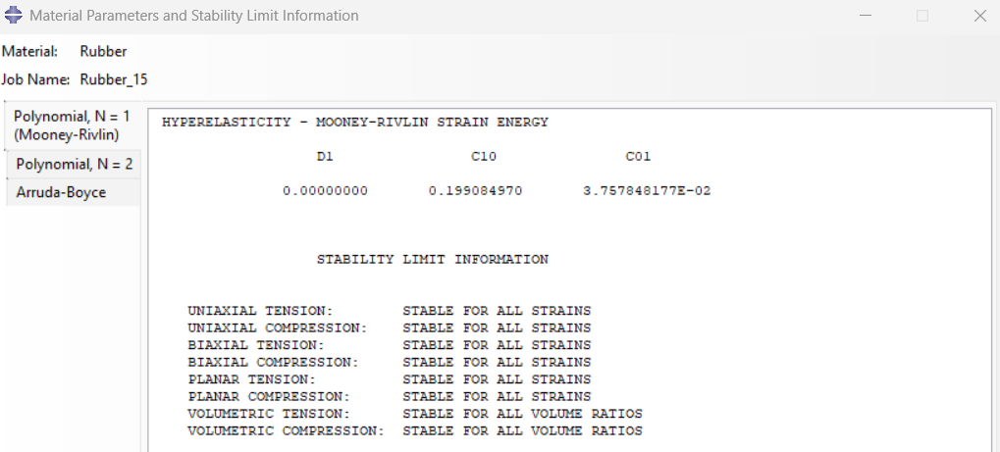 Material Parameters and Stability Limit Information
Material: Rubber
Job Name: Rubber_15
Polynomial, N = 1
(Mooney-Rivlin)
Polynomial, N = 2
Arruda-Boyce
HYPERELASTICITY - MOONEY-RIVLIN STRAIN ENERGY
D1 C10 C01
0.00000000 0.199084970 3.757848177E-02
STABILITY LIMIT INFORMATION
UNIAXIAL TENSION: STABLE FOR ALL STRAINS
UNIAXIAL COMPRESSION: STABLE FOR ALL STRAINS
BIAXIAL TENSION: STABLE FOR ALL STRAINS
BIAXIAL COMPRESSION: STABLE FOR ALL STRAINS
PLANAR TENSION: STABLE FOR ALL STRAINS
PLANAR COMPRESSION: STABLE FOR ALL STRAINS
VOLUMETRIC TENSION: STABLE FOR ALL VOLUME RATIOS
VOLUMETRIC COMPRESSION: STABLE FOR ALL VOLUME RATIOS